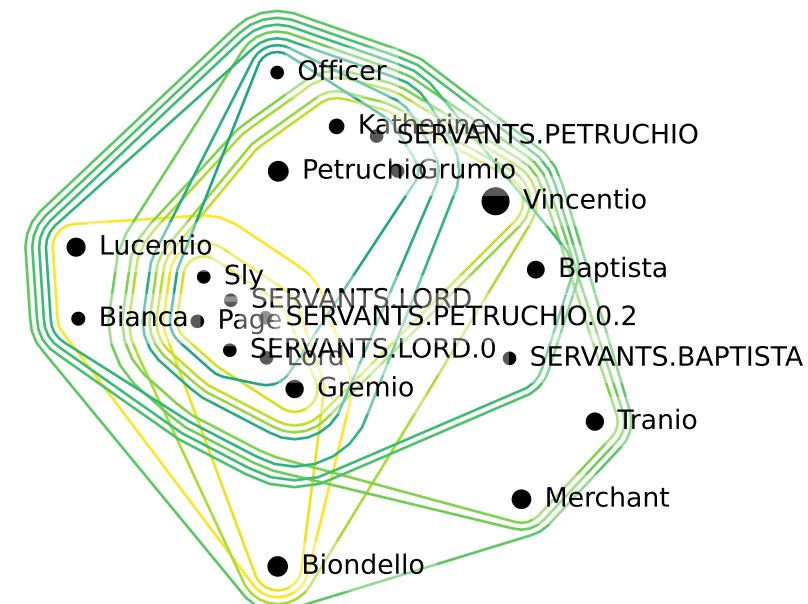 Officer
Katherine
SERVANTS.PETRUCHIO
Petruchio
Grumio
Vincentio
Lucentio
Baptista
Sly
SERVANTS.LORD
Bianca
Page
SERVANTS.PETRUCHIO.0.2
SERVANTS.LORD.0
Lord
SERVANTS.BAPTISTA
Gremio
Tranio
Merchant
Biondello